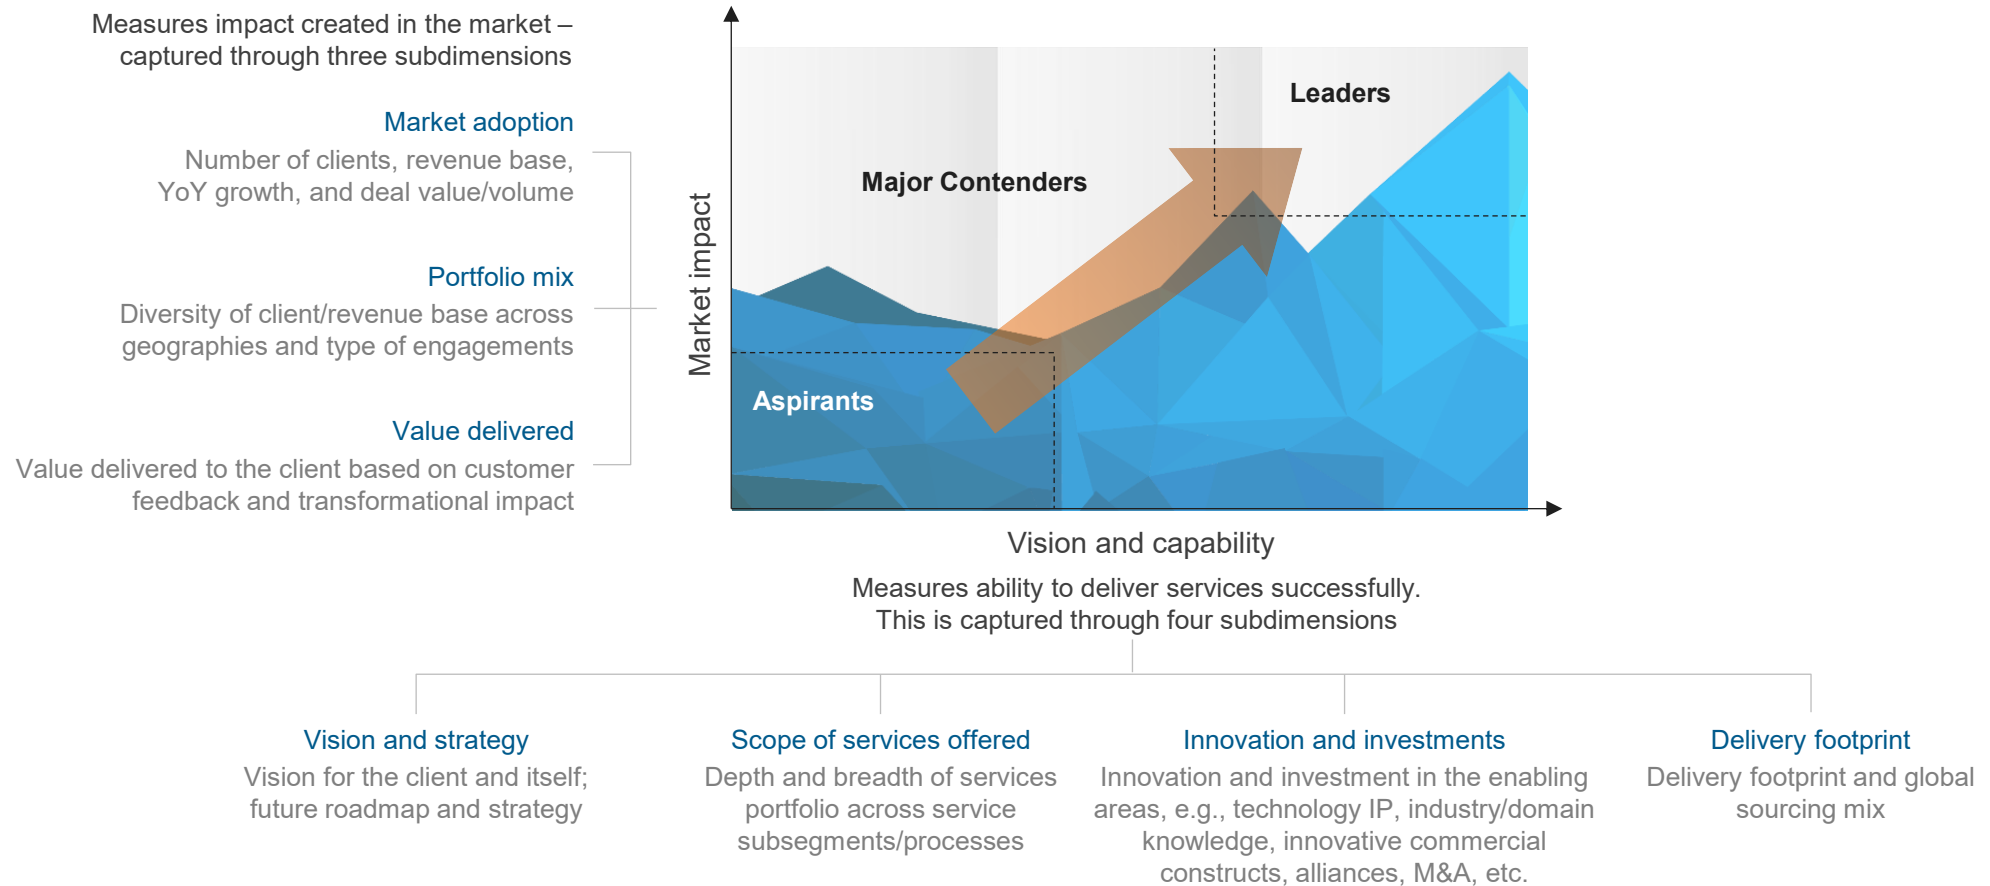 Measures impact created in the market –
captured through three subdimensions
Market adoption
Number of clients, revenue base,
YoY growth, and deal value/volume
Portfolio mix
Diversity of client/revenue base across
geographies and type of engagements
Value delivered
Value delivered to the client based on customer
feedback and transformational impact
Market impact
Leaders
Major Contenders
Aspirants
Vision and capability
Measures ability to deliver services successfully.
This is captured through four subdimensions
Vision and strategy
Vision for the client and itself;
future roadmap and strategy
Scope of services offered
Depth and breadth of services
portfolio across service
subsegments/processes
Innovation and investments
Innovation and investment in the enabling
areas, e.g., technology IP, industry/domain
knowledge, innovative commercial
constructs, alliances, M&A, etc.
Delivery footprint
Delivery footprint and global
sourcing mix